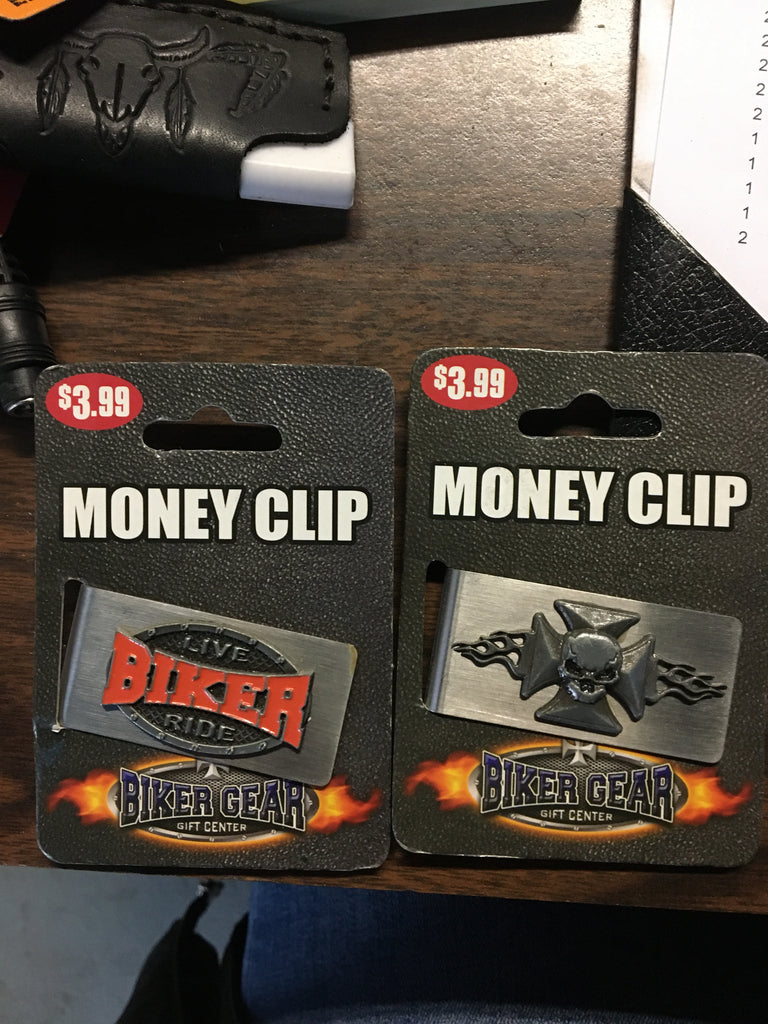 2
2
2
2
2
1
1
1
1
2
$3.99
MONEY CLIP
LIVE
BIKER
RIDE
BIKER GEAR
GIFT CENTER
$3.99
MONEY CLIP
BIKER GEAR
GIFT CENTER